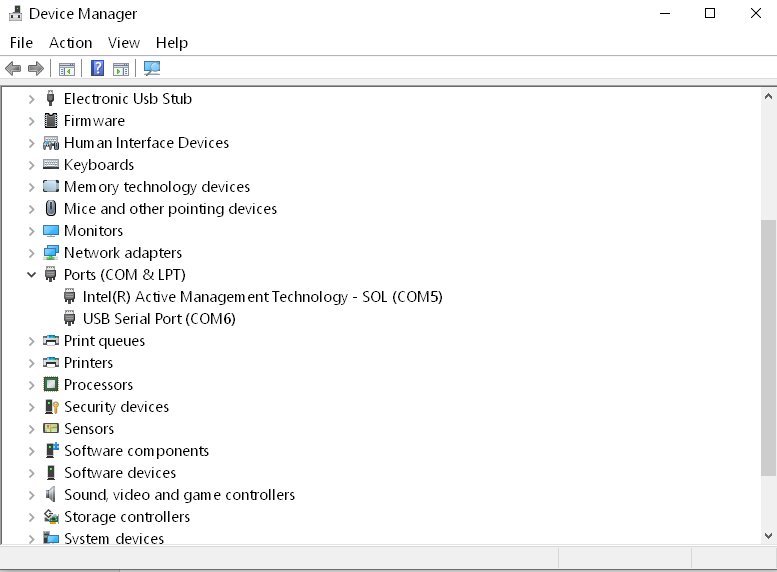 Device Manager
File Action View Help
Electronic Usb Stub
Firmware
Human Interface Devices
Keyboards
Memory technology devices
Mice and other pointing devices
Monitors
Network adapters
Ports (COM & LPT)
Intel(R) Active Management Technology - SOL (COM5)
USB Serial Port (COM6)
Print queues
Printers
Processors
Security devices
Sensors
Software components
Software devices
Sound, video and game controllers
Storage controllers
System devices